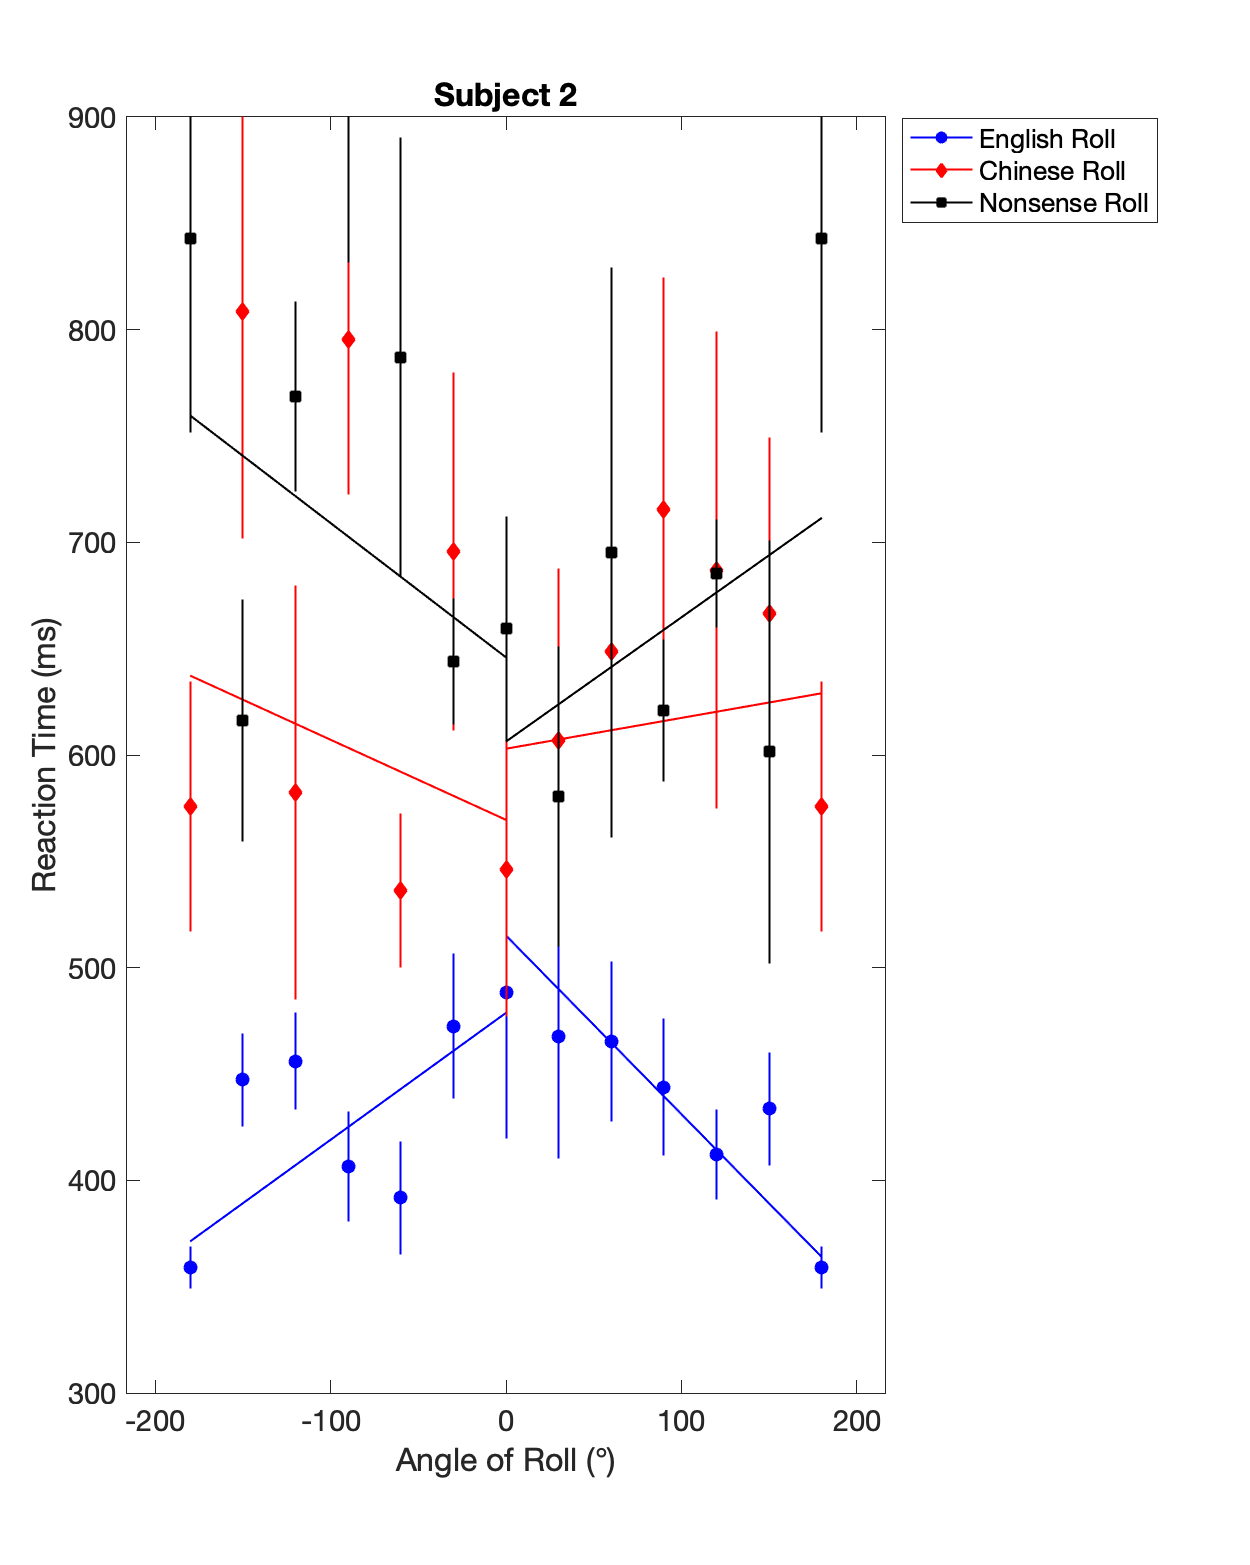 Subject 2
900
800
700
600
500
400
300
Reaction Time (ms)
-200 -100 0 100 200
Angle of Roll (°)
English Roll
Chinese Roll
Nonsense Roll